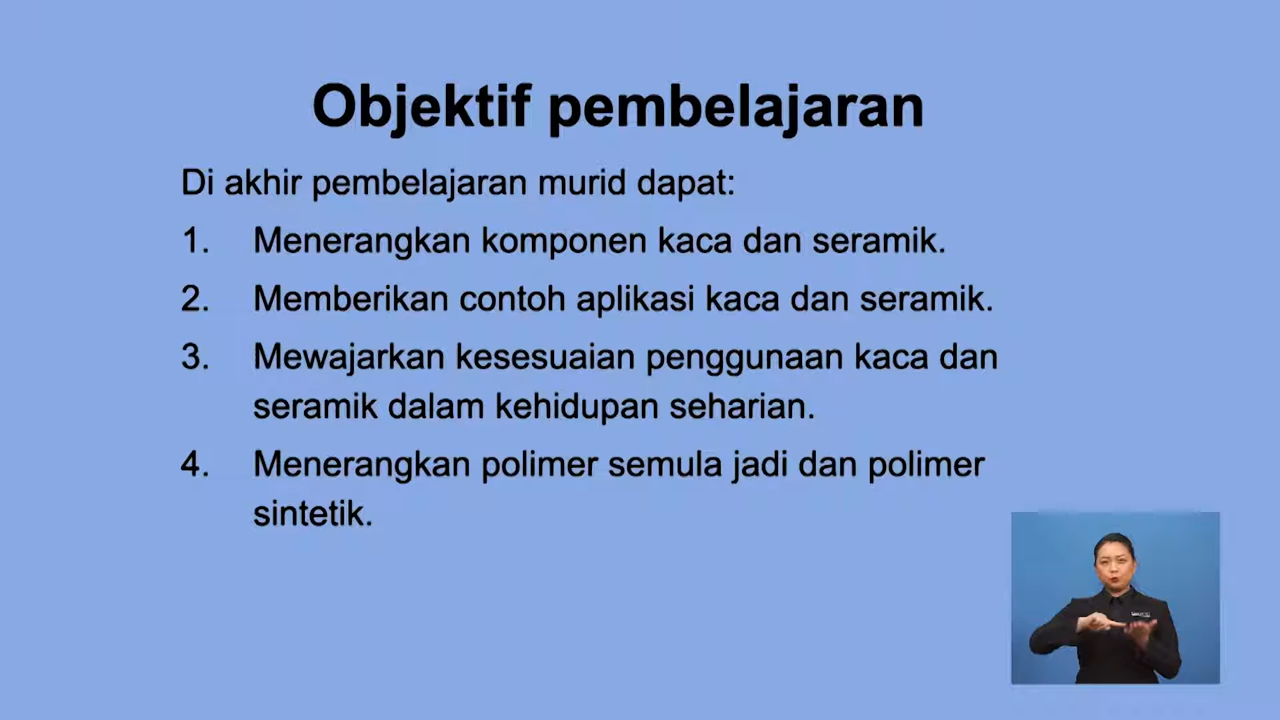 Objektif pembelajaran
Di akhir pembelajaran murid dapat:
1. Menerangkan komponen kaca dan seramik.
2. Memberikan contoh aplikasi kaca dan seramik.
3. Mewajarkan kesesuaian penggunaan kaca dan
seramik dalam kehidupan seharian.
4. Menerangkan polimer semula jadi dan polimer
sintetik.